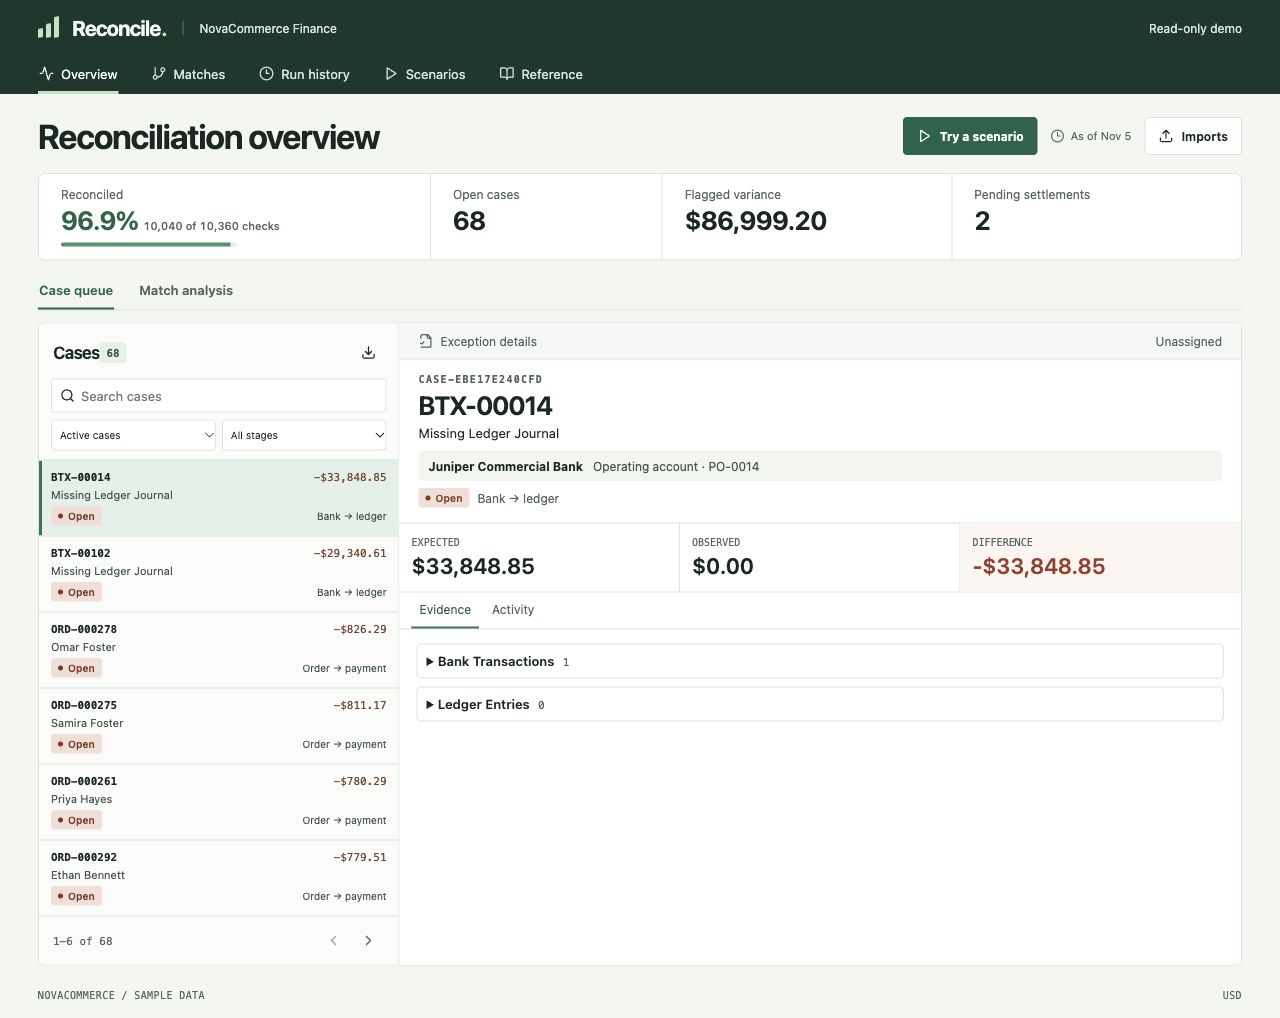 Reconcile. NovaCommerce Finance Read-only demo
Overview Matches Run history Scenarios Reference
Reconciliation overview
Try a scenario As of Nov 5 Imports
Reconciled
96.9% 10,040 of 10,360 checks
Open cases
68
Flagged variance
$86,999.20
Pending settlements
2
Case queue Match analysis
Cases 68
Search cases
Active cases All stages
BTX-00014 -$33,848.85
Missing Ledger Journal
Open Bank → ledger
BTX-00102 -$29,340.61
Missing Ledger Journal
Open Bank → ledger
ORD-000278 -$826.29
Omar Foster
Open Order → payment
ORD-000275 -$811.17
Samira Foster
Open Order → payment
ORD-000261 -$780.29
Priya Hayes
Open Order → payment
ORD-000292 -$779.51
Ethan Bennett
Open Order → payment
1–6 of 68
Exception details Unassigned
CASE-EBE17E240CFD
BTX-00014
Missing Ledger Journal
Juniper Commercial Bank Operating account · PO-0014
Open Bank → ledger
EXPECTED
$33,848.85
OBSERVED
$0.00
DIFFERENCE
-$33,848.85
Evidence Activity
Bank Transactions 1
Ledger Entries 0
NOVACOMMERCE / SAMPLE DATA USD